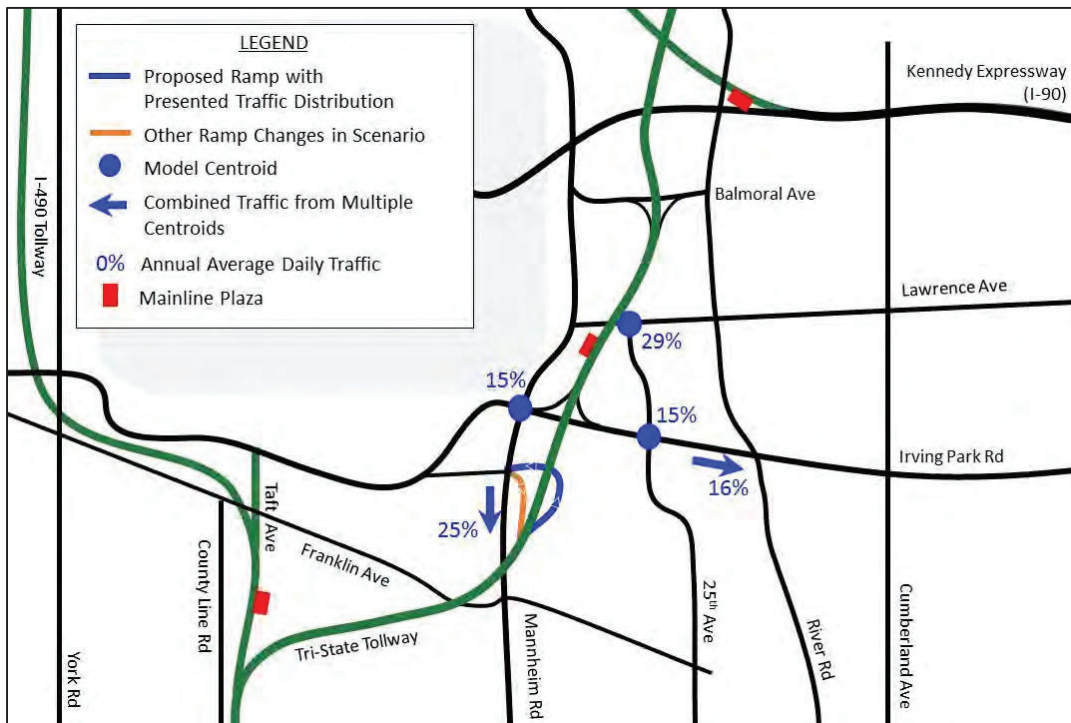 LEGEND
Proposed Ramp with
Presented Traffic Distribution
Other Ramp Changes in Scenario
Model Centroid
Combined Traffic from Multiple
Centroids
0%
Annual Average Daily Traffic
Mainline Plaza
Kennedy Expressway
(I-90)
I-490 Tollway
Balmoral Ave
Lawrence Ave
29%
15%
15%
Irving Park Rd
16%
25%
Taft Ave
County Line Rd
Franklin Ave
Tri-State Tollway
York Rd
Mannheim Rd
25th Ave
River Rd
Cumberland Ave